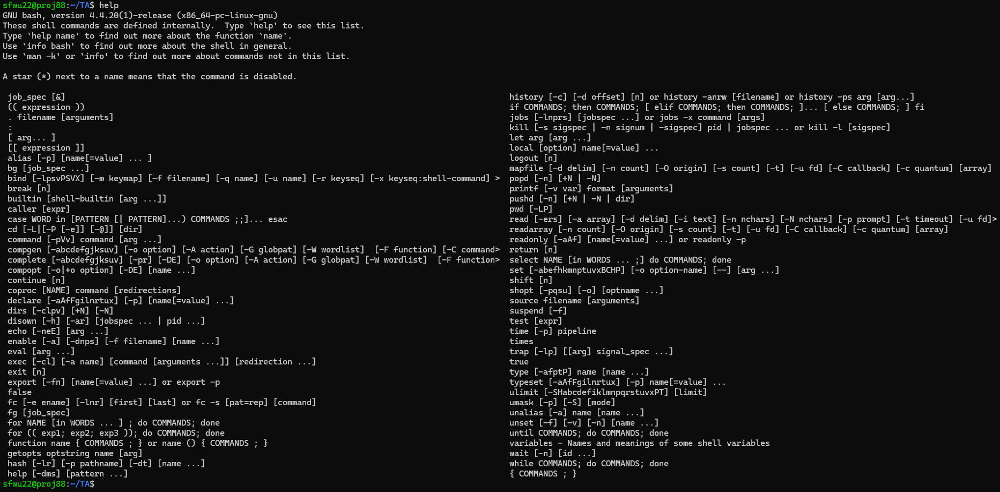 sfwu22@proj88:~/TA$ help
GNU bash, version 4.4.20(1)-release (x86_64-pc-linux-gnu)
These shell commands are defined internally.  Type `help' to see this list.
Type `help name' to find out more about the function `name'.
Use `info bash' to find out more about the shell in general.
Use `man -k' or `info' to find out more about commands not in this list.

A star (*) next to a name means that the command is disabled.

job_spec [&]
(( expression ))
. filename [arguments]
:
[ arg... ]
[[ expression ]]
alias [-p] [name[=value] ... ]
bg [job_spec ...]
bind [-lpsvPSVX] [-m keymap] [-f filename] [-q name] [-u name] [-r keyseq] [-x keyseq:shell-command] >
break [n]
builtin [shell-builtin [arg ...]]
caller [expr]
case WORD in [PATTERN [| PATTERN]...) COMMANDS ;;]... esac
cd [-L|[-P [-e]] [-@]] [dir]
command [-pVv] command [arg ...]
compgen [-abcdefgjksuv] [-o option] [-A action] [-G globpat] [-W wordlist]  [-F function] [-C command>
complete [-abcdefgjksuv] [-pr] [-DE] [-o option] [-A action] [-G globpat] [-W wordlist]  [-F function>
compopt [-o|+o option] [-DE] [name ...]
continue [n]
coproc [NAME] command [redirections]
declare [-aAfFgilnrtux] [-p] [name[=value] ...]
dirs [-clpv] [+N] [-N]
disown [-h] [-ar] [jobspec ... | pid ...]
echo [-neE] [arg ...]
enable [-a] [-dnps] [-f filename] [name ...]
eval [arg ...]
exec [-cl] [-a name] [command [arguments ...]] [redirection ...]
exit [n]
export [-fn] [name[=value] ...] or export -p
false
fc [-e ename] [-lnr] [first] [last] or fc -s [pat=rep] [command]
fg [job_spec]
for NAME [in WORDS ... ] ; do COMMANDS; done
for (( exp1; exp2; exp3 )); do COMMANDS; done
function name { COMMANDS ; } or name () { COMMANDS ; }
getopts optstring name [arg]
hash [-lr] [-p pathname] [-dt] [name ...]
help [-dms] [pattern ...]
history [-c] [-d offset] [n] or history -anrw [filename] or history -ps arg [arg...]
if COMMANDS; then COMMANDS; [ elif COMMANDS; then COMMANDS; ]... [ else COMMANDS; ] fi
jobs [-lnprs] [jobspec ...] or jobs -x command [args]
kill [-s sigspec | -n signum | -sigspec] pid | jobspec ... or kill -l [sigspec]
let arg [arg ...]
local [option] name[=value] ...
logout [n]
mapfile [-d delim] [-n count] [-O origin] [-s count] [-t] [-u fd] [-C callback] [-c quantum] [array]
popd [-n] [+N | -N]
printf [-v var] format [arguments]
pushd [-n] [+N | -N | dir]
pwd [-LP]
read [-ers] [-a array] [-d delim] [-i text] [-n nchars] [-N nchars] [-p prompt] [-t timeout] [-u fd]>
readarray [-n count] [-O origin] [-s count] [-t] [-u fd] [-C callback] [-c quantum] [array]
readonly [-aAf] [name[=value] ...] or readonly -p
return [n]
select NAME [in WORDS ... ;] do COMMANDS; done
set [-abefhkmnptuvxBCHP] [-o option-name] [--] [arg ...]
shift [n]
shopt [-pqsu] [-o] [optname ...]
source filename [arguments]
suspend [-f]
test [expr]
time [-p] pipeline
times
trap [-lp] [[arg] signal_spec ...]
true
type [-afptP] name [name ...]
typeset [-aAfFgilnrtux] [-p] name[=value] ...
ulimit [-SHabcdefiklmnpqrstuvxPT] [limit]
umask [-p] [-S] [mode]
unalias [-a] name [name ...]
unset [-f] [-v] [-n] [name ...]
until COMMANDS; do COMMANDS; done
variables - Names and meanings of some shell variables
wait [-n] [id ...]
while COMMANDS; do COMMANDS; done
{ COMMANDS ; }
sfwu22@proj88:~/TA$